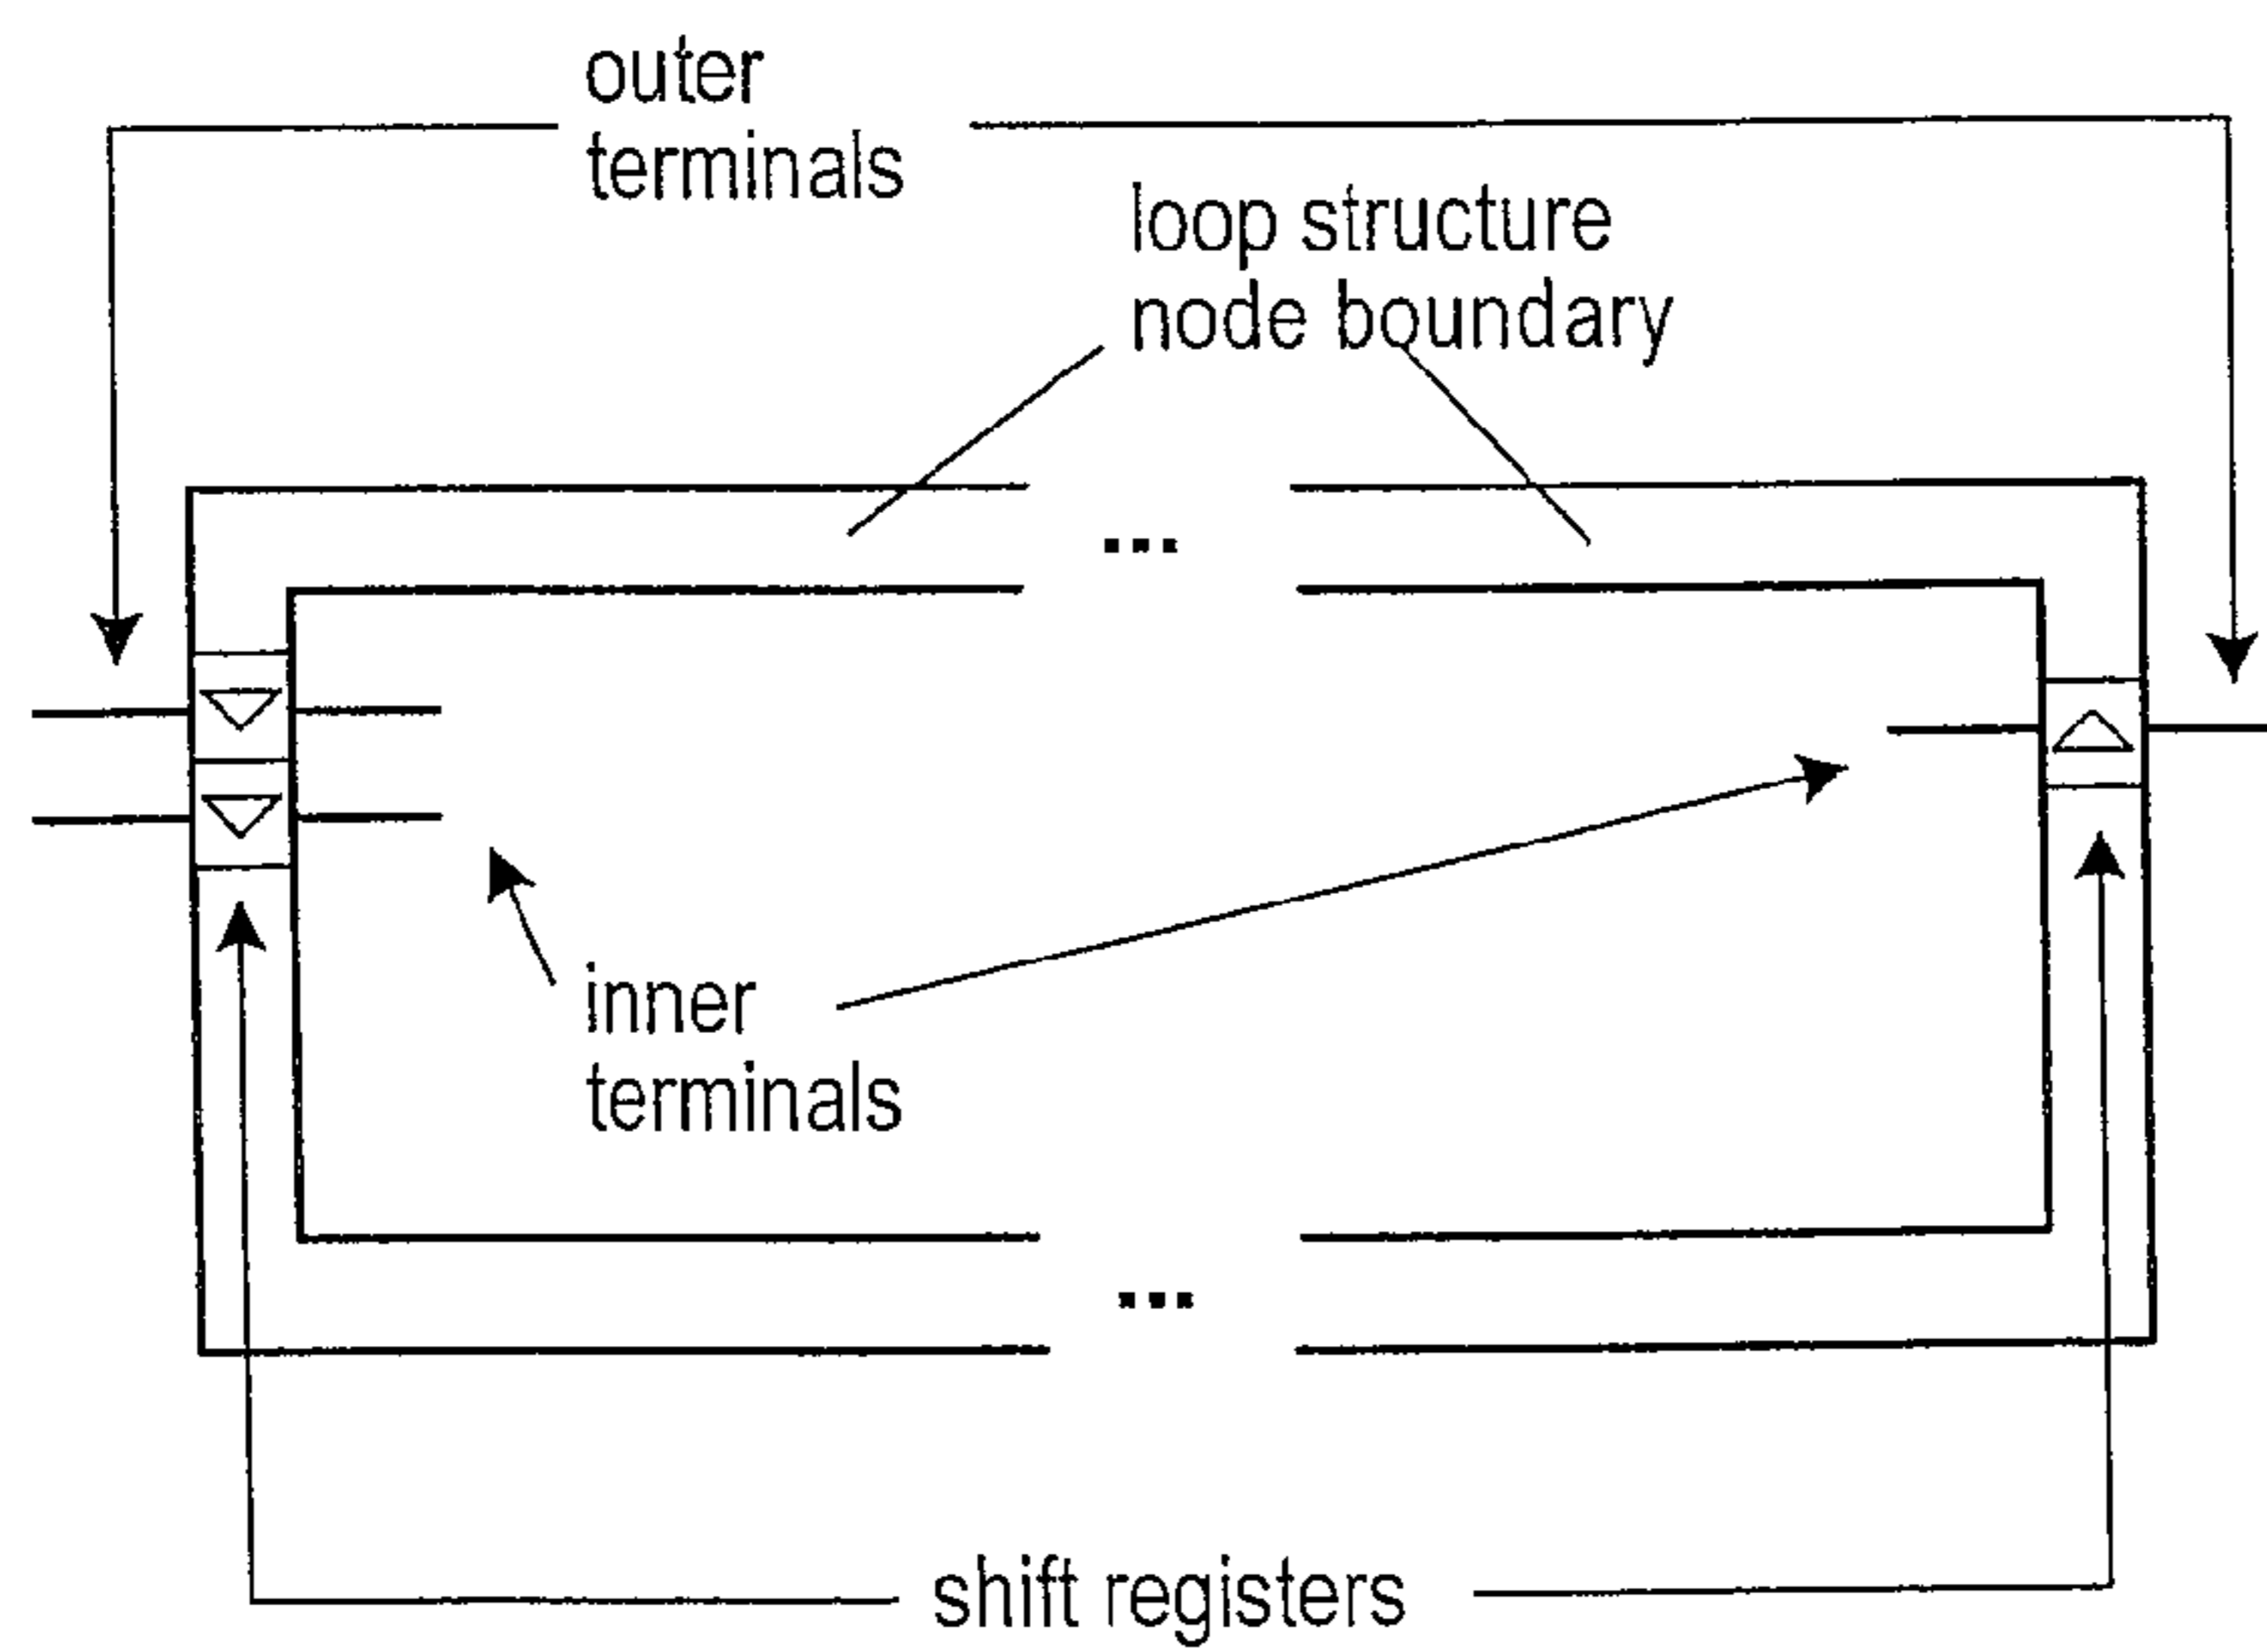 outer
terminals
loop structure
node boundary
...
inner
terminals
...
shift registers